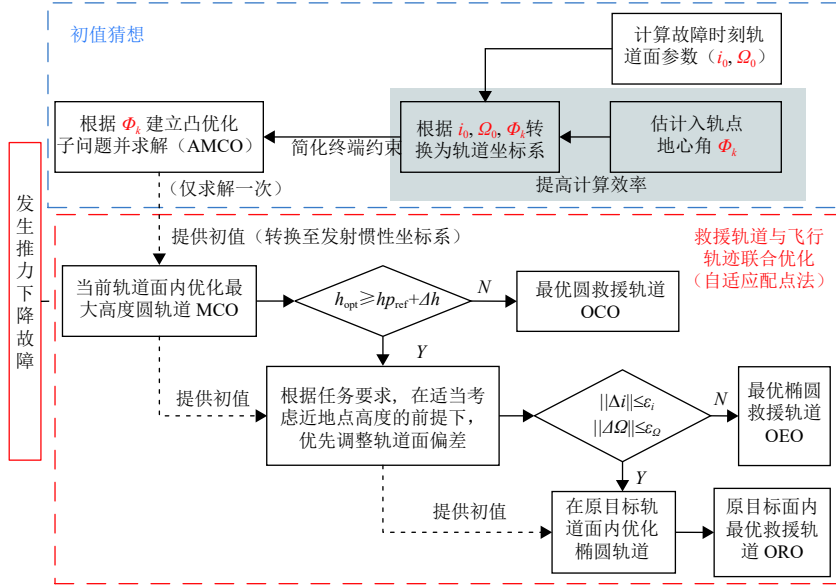 初值猜想
计算故障时刻轨
道面参数（i₀, Ω₀）
根据 Φₖ 建立凸优化
子问题并求解（AMCO）
简化终端约束
根据 i₀, Ω₀, Φₖ转
换为轨道坐标系
估计入轨点
地心角 Φₖ
提高计算效率
（仅求解一次）
发生推力下降故障
提供初值（转换至发射惯性坐标系）
救援轨道与飞行
轨迹联合优化
（自适应配点法）
当前轨道面内优化最
大高度圆轨道 MCO
h_opt≥hp_ref+Δh
N
最优圆救援轨道
OCO
Y
提供初值
根据任务要求，在适当考
虑近地点高度的前提下，
优先调整轨道面偏差
||Δi||≤ε_i
||ΔΩ||≤ε_Ω
N
最优椭圆
救援轨道
OEO
Y
提供初值
在原目标轨
道面内优化
椭圆轨道
原目标面内
最优救援轨
道 ORO